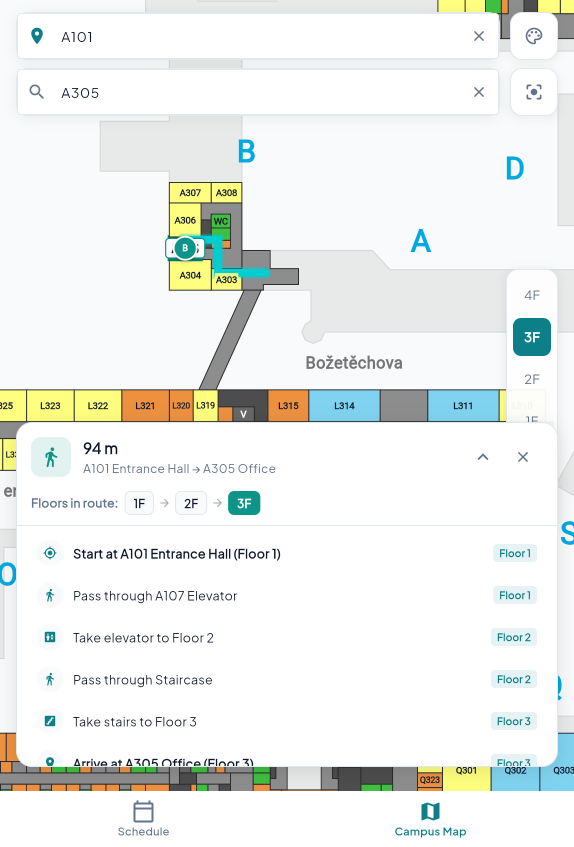 A101
A305
B
D
A307 A308
A306
WC
A
B
A304
A303
4F
3F
2F
1F
Božetěchova
L323 L322 L321 L320 L319 L315 L314 L311
V
94 m
A101 Entrance Hall → A305 Office
Floors in route: 1F → 2F → 3F
Start at A101 Entrance Hall (Floor 1) Floor 1
Pass through A107 Elevator Floor 1
Take elevator to Floor 2 Floor 2
Pass through Staircase Floor 2
Take stairs to Floor 3 Floor 3
Arrive at A305 Office (Floor 3) Floor 3
Q323 Q301 Q302 Q303
Schedule
Campus Map